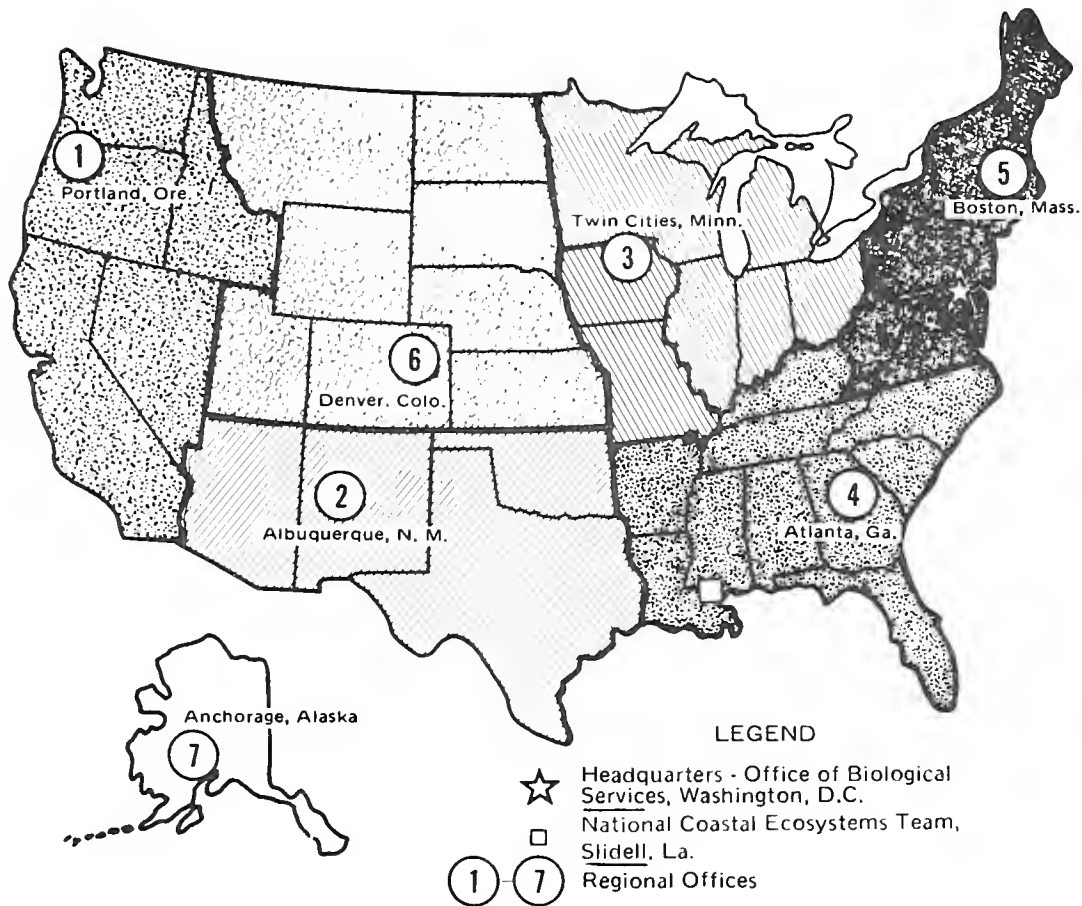 1
Portland, Ore.
5
Boston, Mass.
Twin Cities, Minn.
3
6
Denver, Colo.
2
Albuquerque, N. M.
4
Atlanta, Ga.
Anchorage, Alaska
7
LEGEND
Headquarters - Office of Biological
Services, Washington, D.C.
National Coastal Ecosystems Team,
Slidell, La.
1 - 7 Regional Offices